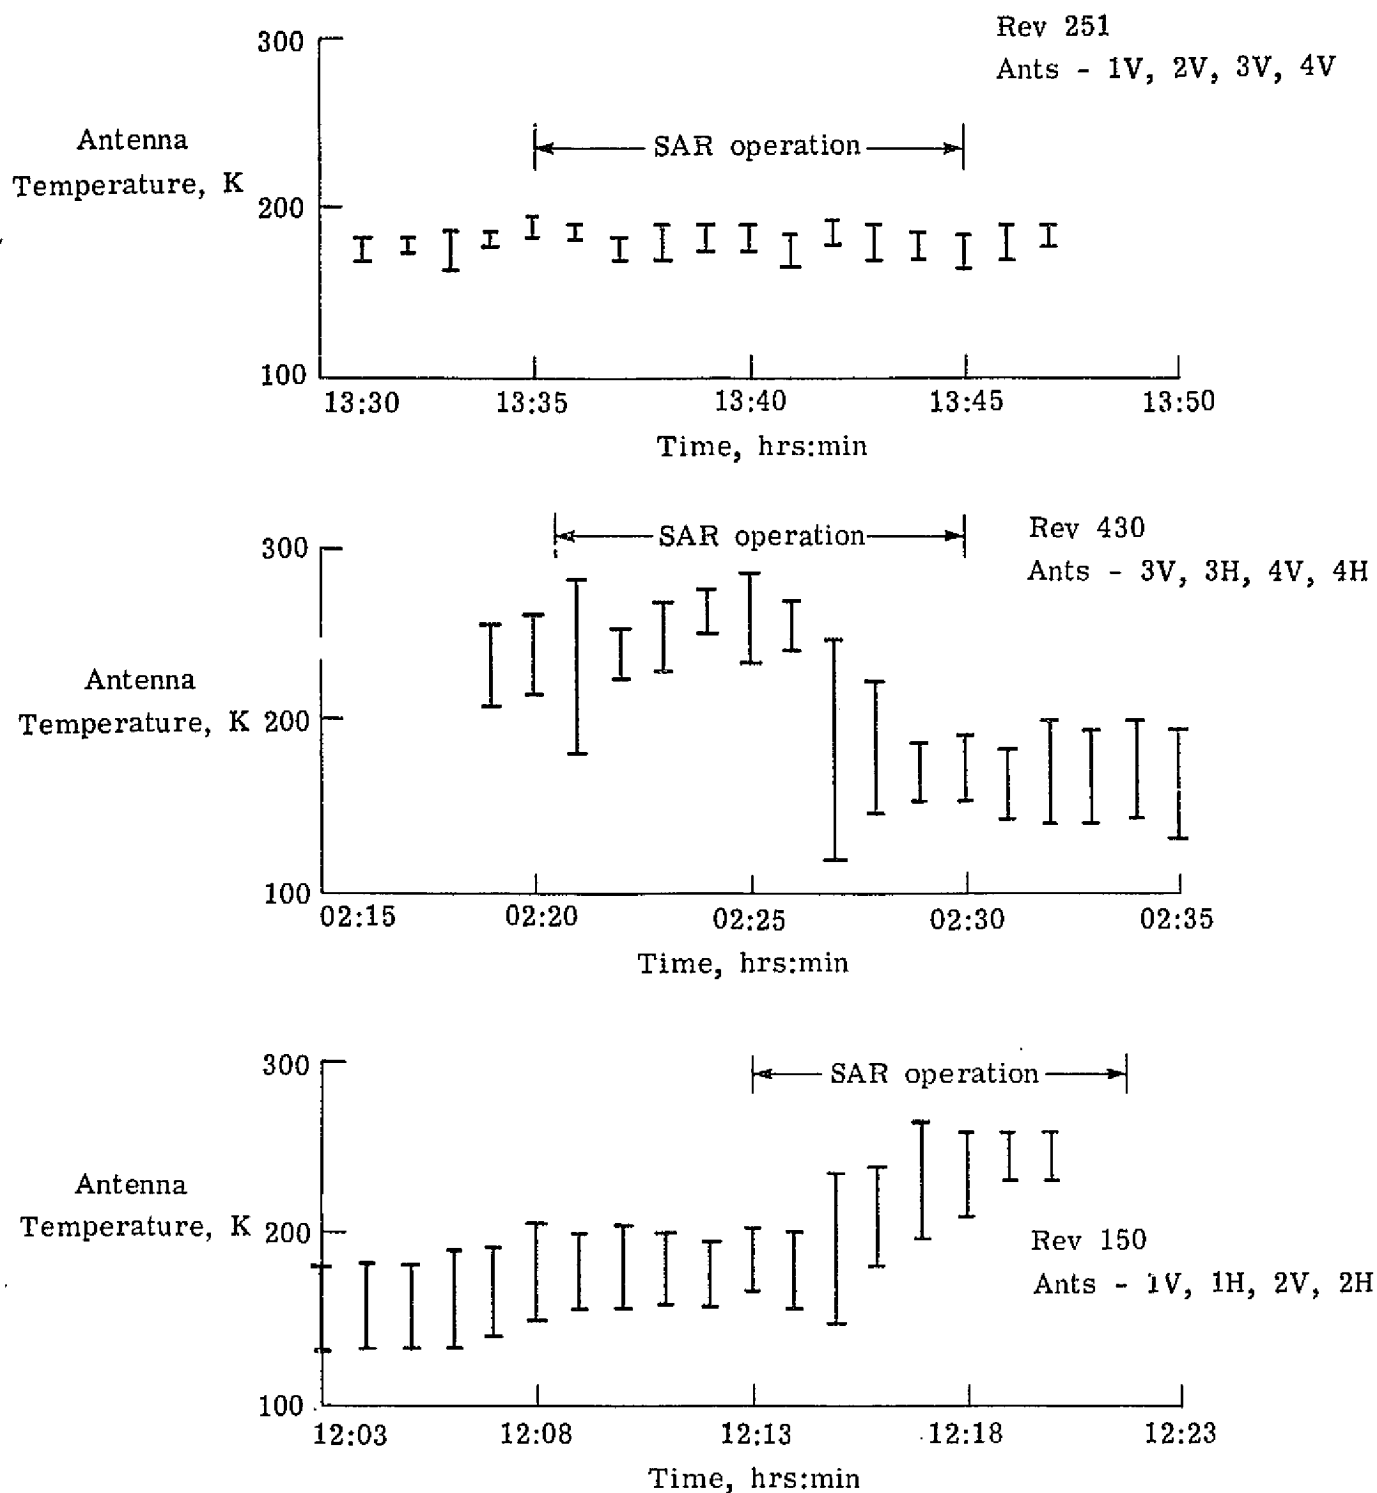 Rev 251
Ants - 1V, 2V, 3V, 4V
300
SAR operation
Antenna
Temperature, K
200
100
13:30 13:35 13:40 13:45 13:50
Time, hrs:min
Rev 430
Ants - 3V, 3H, 4V, 4H
300
SAR operation
Antenna
Temperature, K 200
100
02:15 02:20 02:25 02:30 02:35
Time, hrs:min
300
SAR operation
Antenna
Temperature, K 200
Rev 150
Ants - 1V, 1H, 2V, 2H
100
12:03 12:08 12:13 12:18 12:23
Time, hrs:min